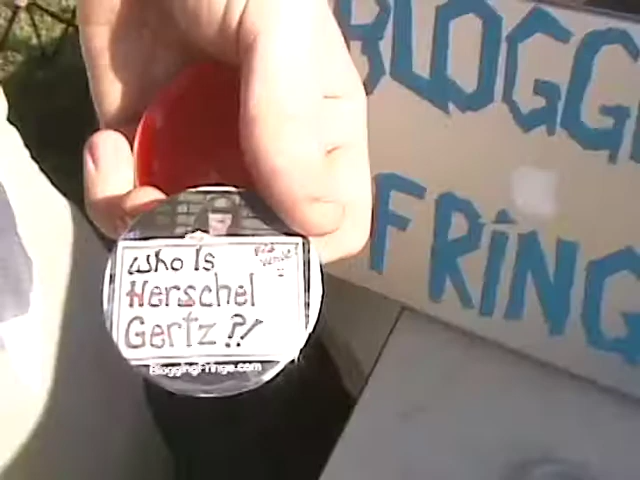 BLOGG
FRING
Who Is
Herschel
Gertz?!
BloggingFringe.com